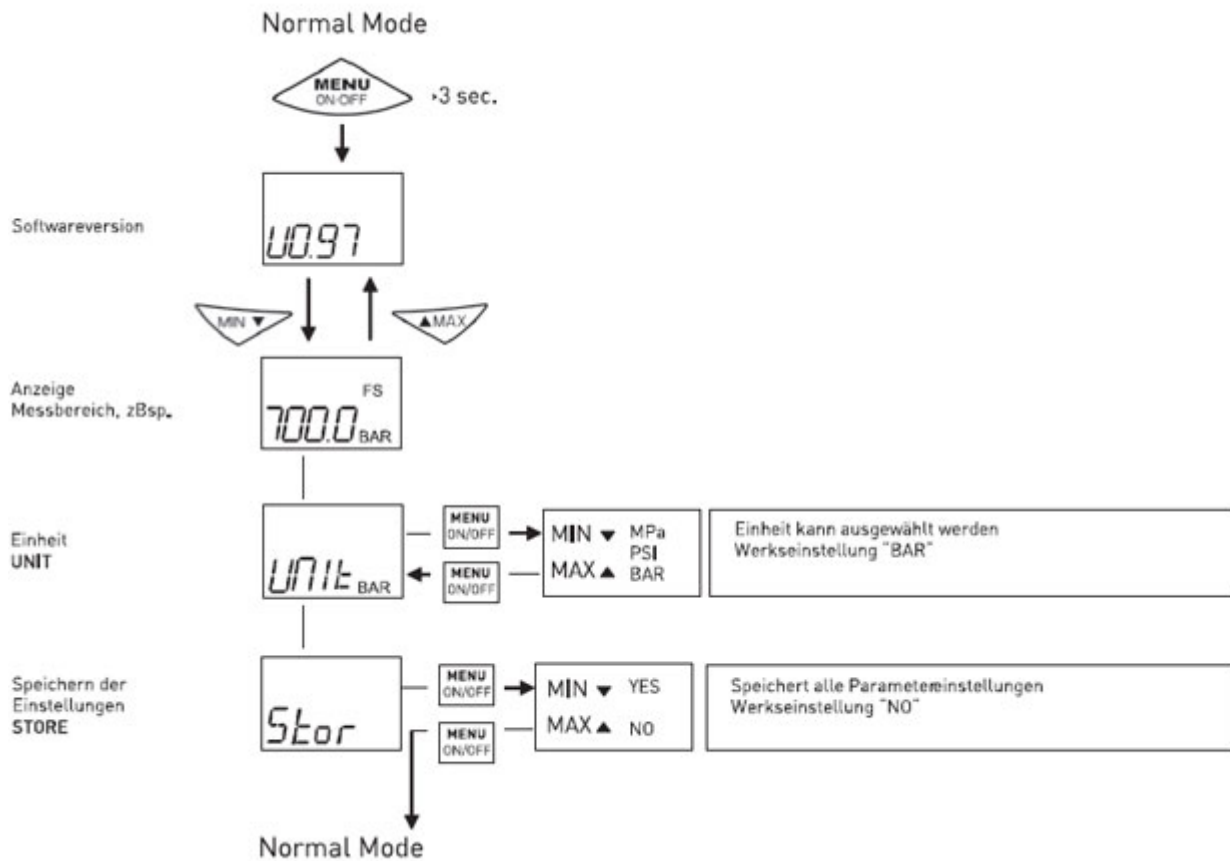 Normal Mode
MENU
ON·OFF
›3 sec.
Softwareversion
U0.97
MIN ▼
▲MAX
Anzeige
Messbereich, zBsp.
FS
700.0 BAR
Einheit
UNIT
UNIt BAR
MENU
ON/OFF
MENU
ON/OFF
MIN ▼ MPa
PSI
MAX ▲ BAR
Einheit kann ausgewählt werden
Werkseinstellung "BAR"
Speichern der
Einstellungen
STORE
Stor
MENU
ON/OFF
MENU
ON/OFF
MIN ▼ YES
MAX ▲ NO
Speichert alle Parametereinstellungen
Werkseinstellung "NO"
Normal Mode